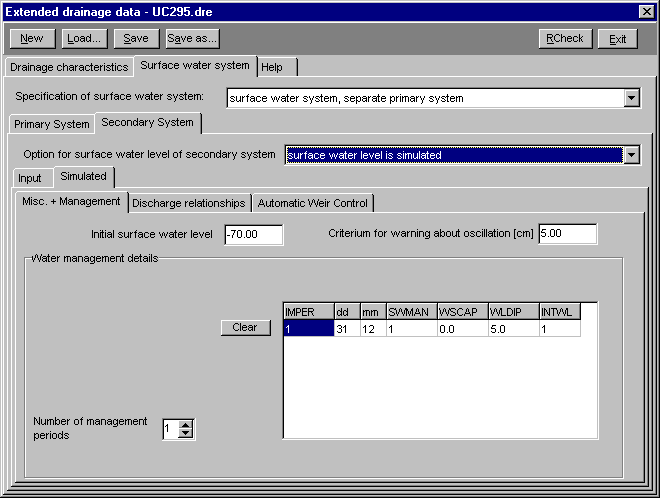 Extended drainage data - UC295.dre
New Load... Save Save as... RCheck Exit
Drainage characteristics Surface water system Help
Specification of surface water system: surface water system, separate primary system
Primary System Secondary System
Option for surface water level of secondary system surface water level is simulated
Input Simulated
Misc. + Management Discharge relationships Automatic Weir Control
Initial surface water level -70.00 Criterium for warning about oscillation [cm] 5.00
Water management details
IMPER dd mm SWMAN WSCAP WLDIP INTWL
Clear 1 31 12 1 0.0 5.0 1
Number of management
periods 1